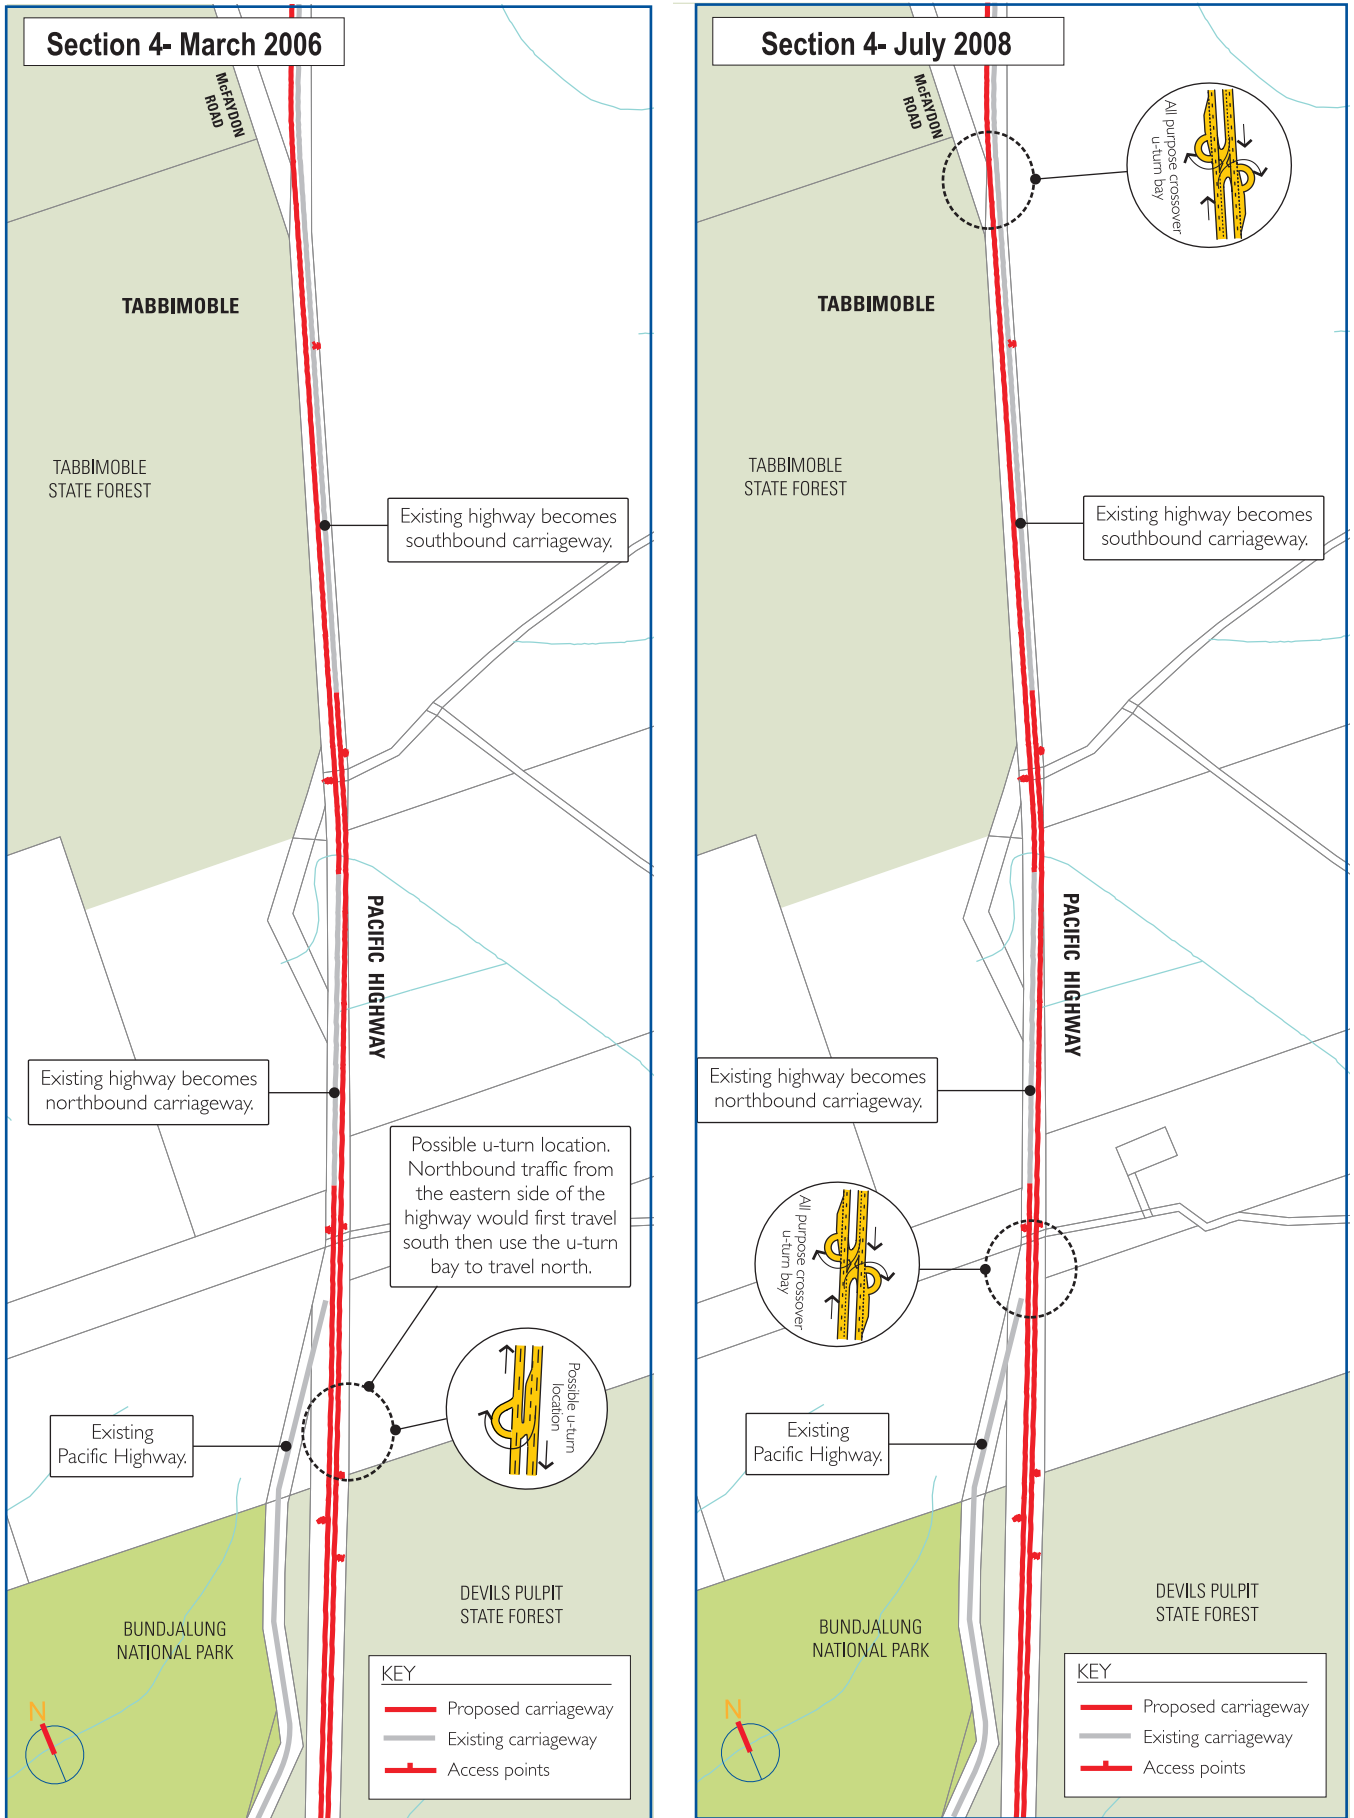 Section 4- March 2006
McFAYDON
ROAD
TABBIMOBLE
TABBIMOBLE
STATE FOREST
Existing highway becomes
southbound carriageway.
PACIFIC HIGHWAY
Existing highway becomes
northbound carriageway.
Possible u-turn location.
Northbound traffic from
the eastern side of the
highway would first travel
south then use the u-turn
bay to travel north.
Possible u-turn
location
Existing
Pacific Highway.
DEVILS PULPIT
STATE FOREST
BUNDJALUNG
NATIONAL PARK
N
KEY
Proposed carriageway
Existing carriageway
Access points
Section 4- July 2008
McFAYDON
ROAD
All purpose crossover
u-turn bay
TABBIMOBLE
TABBIMOBLE
STATE FOREST
Existing highway becomes
southbound carriageway.
PACIFIC HIGHWAY
Existing highway becomes
northbound carriageway.
All purpose crossover
u-turn bay
Existing
Pacific Highway.
DEVILS PULPIT
STATE FOREST
BUNDJALUNG
NATIONAL PARK
N
KEY
Proposed carriageway
Existing carriageway
Access points